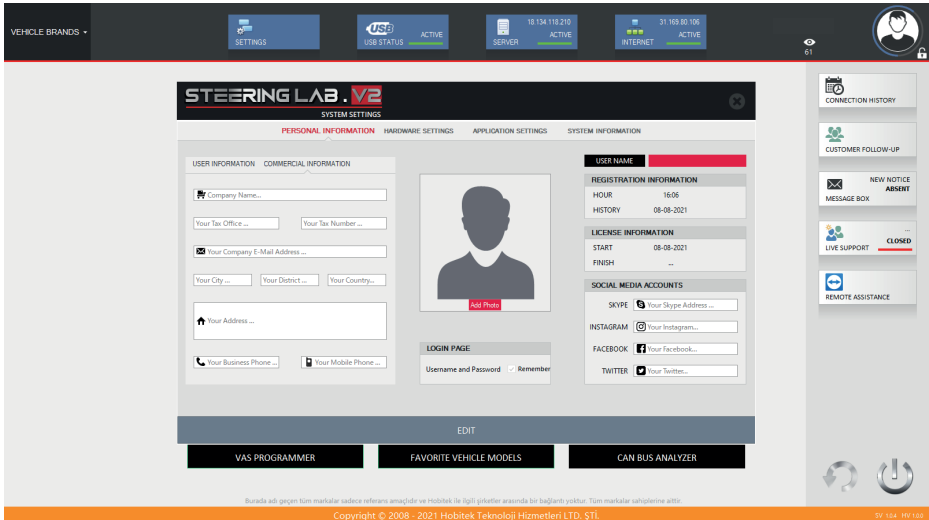 VEHICLE BRANDS
SETTINGS
USB
USB STATUS ACTIVE
18.134.118.210
SERVER ACTIVE
31.169.80.106
INTERNET ACTIVE
61
STEERING LAB . V2
SYSTEM SETTINGS
PERSONAL INFORMATION HARDWARE SETTINGS APPLICATION SETTINGS SYSTEM INFORMATION
USER INFORMATION COMMERCIAL INFORMATION
Company Name...
Your Tax Office ... Your Tax Number ...
Your Company E-Mail Address ...
Your City ... Your District ... Your Country...
Your Address ...
Your Business Phone ... Your Mobile Phone ...
Add Photo
LOGIN PAGE
Username and Password Remember
USER NAME
REGISTRATION INFORMATION
HOUR 16:06
HISTORY 08-08-2021
LICENSE INFORMATION
START 08-08-2021
FINISH ...
SOCIAL MEDIA ACCOUNTS
SKYPE Your Skype Address ...
INSTAGRAM Your Instagram...
FACEBOOK Your Facebook...
TWITTER Your Twitter...
EDIT
VAS PROGRAMMER FAVORITE VEHICLE MODELS CAN BUS ANALYZER
CONNECTION HISTORY
CUSTOMER FOLLOW-UP
NEW NOTICE
ABSENT
MESSAGE BOX
...
CLOSED
LIVE SUPPORT
REMOTE ASSISTANCE
Burada adı geçen tüm markalar sadece referans amaçlıdır ve Hobitek ile ilgili şirketler arasında bir bağlantı yoktur. Tüm markalar sahiplerine aittir.
Copyright © 2008 - 2021 Hobitek Teknoloji Hizmetleri LTD. ŞTİ.